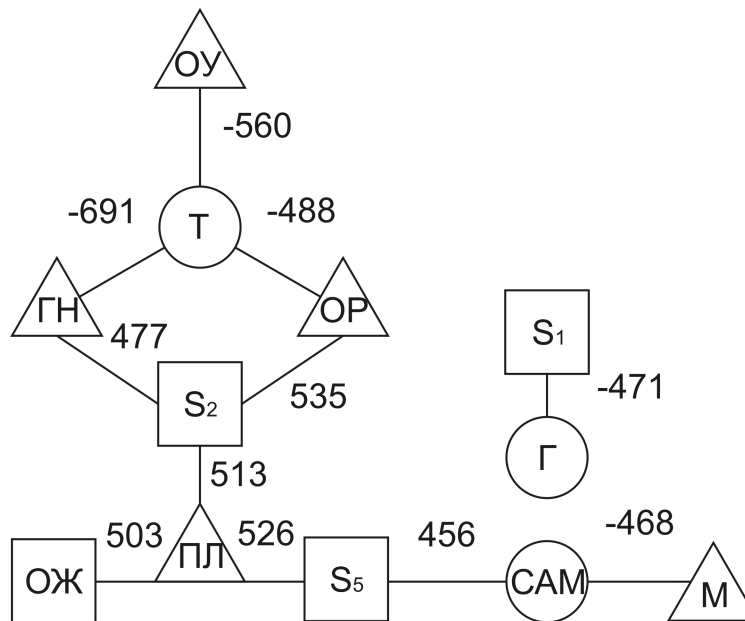 ОУ
-560
-691
Т
-488
ГН
ОР
477
S₂
535
S₁
-471
Г
513
503
ПЛ
526
456
-468
ОЖ
S₅
САМ
М